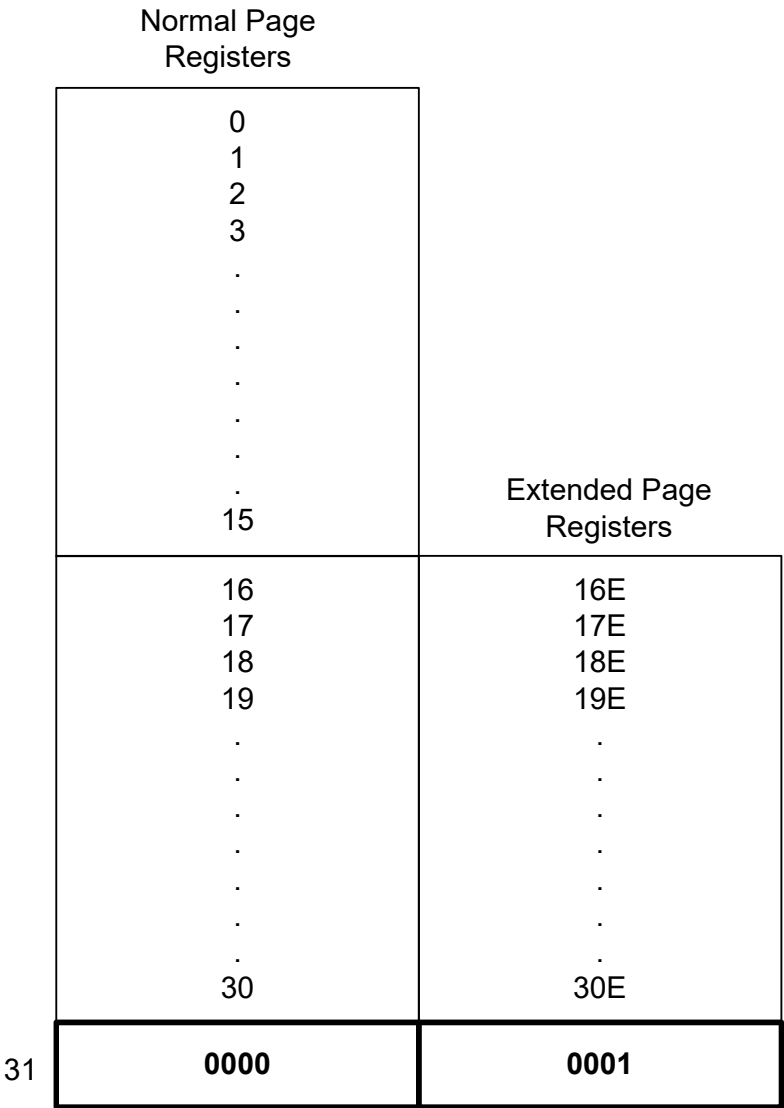 Normal Page
Registers
0
1
2
3
.
.
.
.
.
.
.
15
Extended Page
Registers
16 16E
17 17E
18 18E
19 19E
. .
. .
. .
. .
. .
. .
. .
30 30E
31 0000 0001